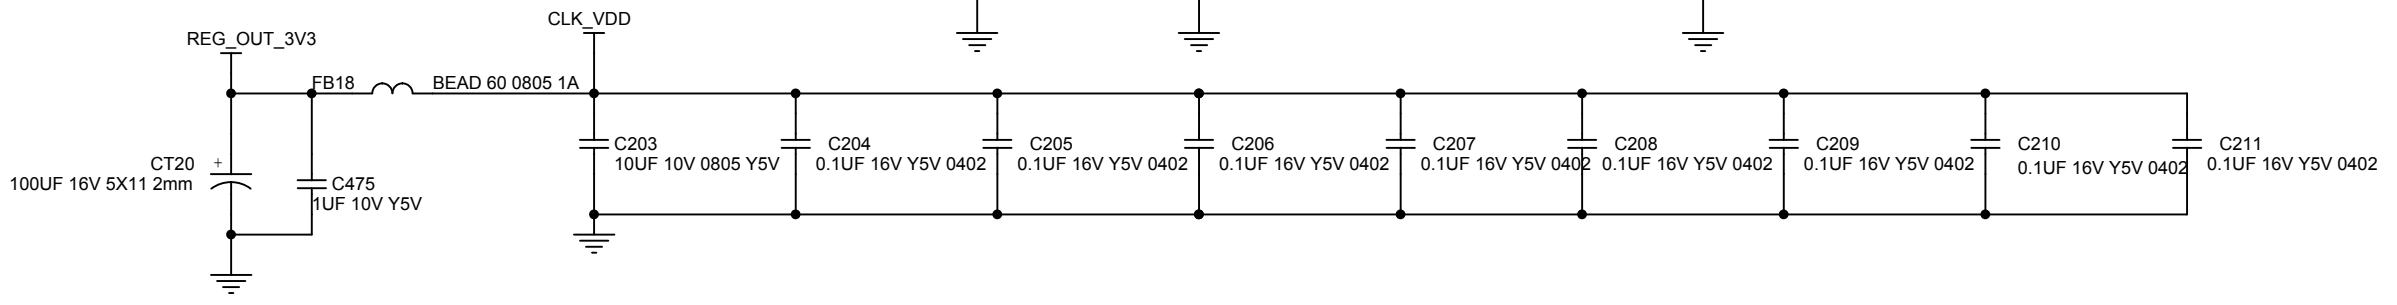 CLK_VDD
REG_OUT_3V3
FB18
BEAD 60 0805 1A
CT20
100UF 16V 5X11 2mm
+
C475
1UF 10V Y5V
C203
10UF 10V 0805 Y5V
C204
0.1UF 16V Y5V 0402
C205
0.1UF 16V Y5V 0402
C206
0.1UF 16V Y5V 0402
C207
0.1UF 16V Y5V 0402
C208
0.1UF 16V Y5V 0402
C209
0.1UF 16V Y5V 0402
C210
0.1UF 16V Y5V 0402
C211
0.1UF 16V Y5V 0402